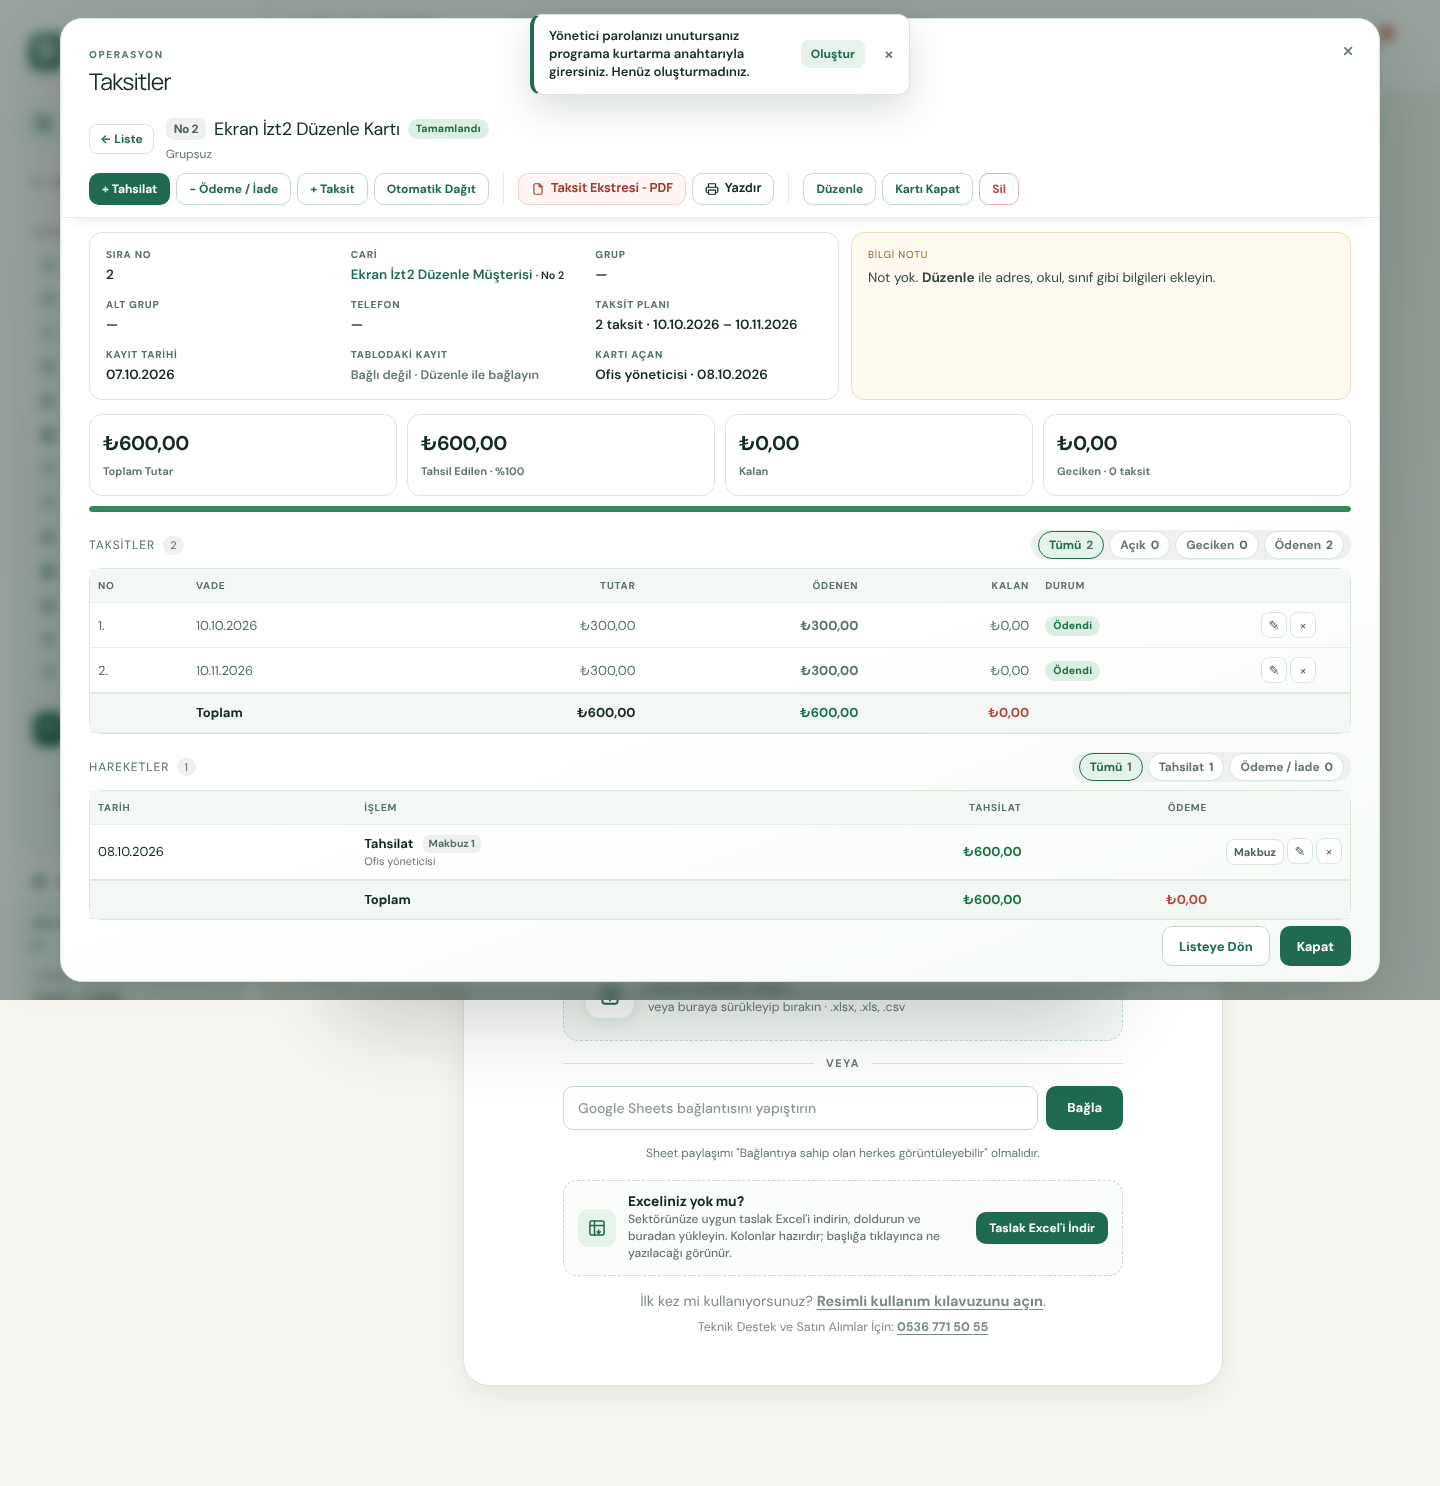 Yönetici parolanızı unutursanız
programa kurtarma anahtarıyla
girersiniz. Henüz oluşturmadınız.
Oluştur
×
OPERASYON
Taksitler
×
← Liste
No 2 Ekran İzt2 Düzenle Kartı Tamamlandı
Grupsuz
+ Tahsilat
− Ödeme / İade
+ Taksit
Otomatik Dağıt
Taksit Ekstresi - PDF
Yazdır
Düzenle
Kartı Kapat
Sil
SIRA NO
2
CARİ
Ekran İzt2 Düzenle Müşterisi · No 2
GRUP
—
ALT GRUP
—
TELEFON
—
TAKSİT PLANI
2 taksit · 10.10.2026 – 10.11.2026
KAYIT TARİHİ
07.10.2026
TABLODAKİ KAYIT
Bağlı değil · Düzenle ile bağlayın
KARTI AÇAN
Ofis yöneticisi · 08.10.2026
BİLGİ NOTU
Not yok. Düzenle ile adres, okul, sınıf gibi bilgileri ekleyin.
₺600,00
Toplam Tutar
₺600,00
Tahsil Edilen · %100
₺0,00
Kalan
₺0,00
Geciken · 0 taksit
TAKSİTLER 2
Tümü 2 Açık 0 Geciken 0 Ödenen 2
NO VADE TUTAR ÖDENEN KALAN DURUM
1. 10.10.2026 ₺300,00 ₺300,00 ₺0,00 Ödendi ✎ ×
2. 10.11.2026 ₺300,00 ₺300,00 ₺0,00 Ödendi ✎ ×
Toplam ₺600,00 ₺600,00 ₺0,00
HAREKETLER 1
Tümü 1 Tahsilat 1 Ödeme / İade 0
TARİH İŞLEM TAHSİLAT ÖDEME
08.10.2026 Tahsilat Makbuz 1 ₺600,00 Makbuz ✎ ×
Ofis yöneticisi
Toplam ₺600,00 ₺0,00
Listeye Dön
Kapat
veya buraya sürükleyip bırakın · .xlsx, .xls, .csv
VEYA
Google Sheets bağlantısını yapıştırın
Bağla
Sheet paylaşımı "Bağlantıya sahip olan herkes görüntüleyebilir" olmalıdır.
Exceliniz yok mu?
Sektörünüze uygun taslak Excel'i indirin, doldurun ve
buradan yükleyin. Kolonlar hazırdır; başlığa tıklayınca ne
yazılacağı görünür.
Taslak Excel'i İndir
İlk kez mi kullanıyorsunuz? Resimli kullanım kılavuzunu açın.
Teknik Destek ve Satın Alımlar İçin: 0536 771 50 55